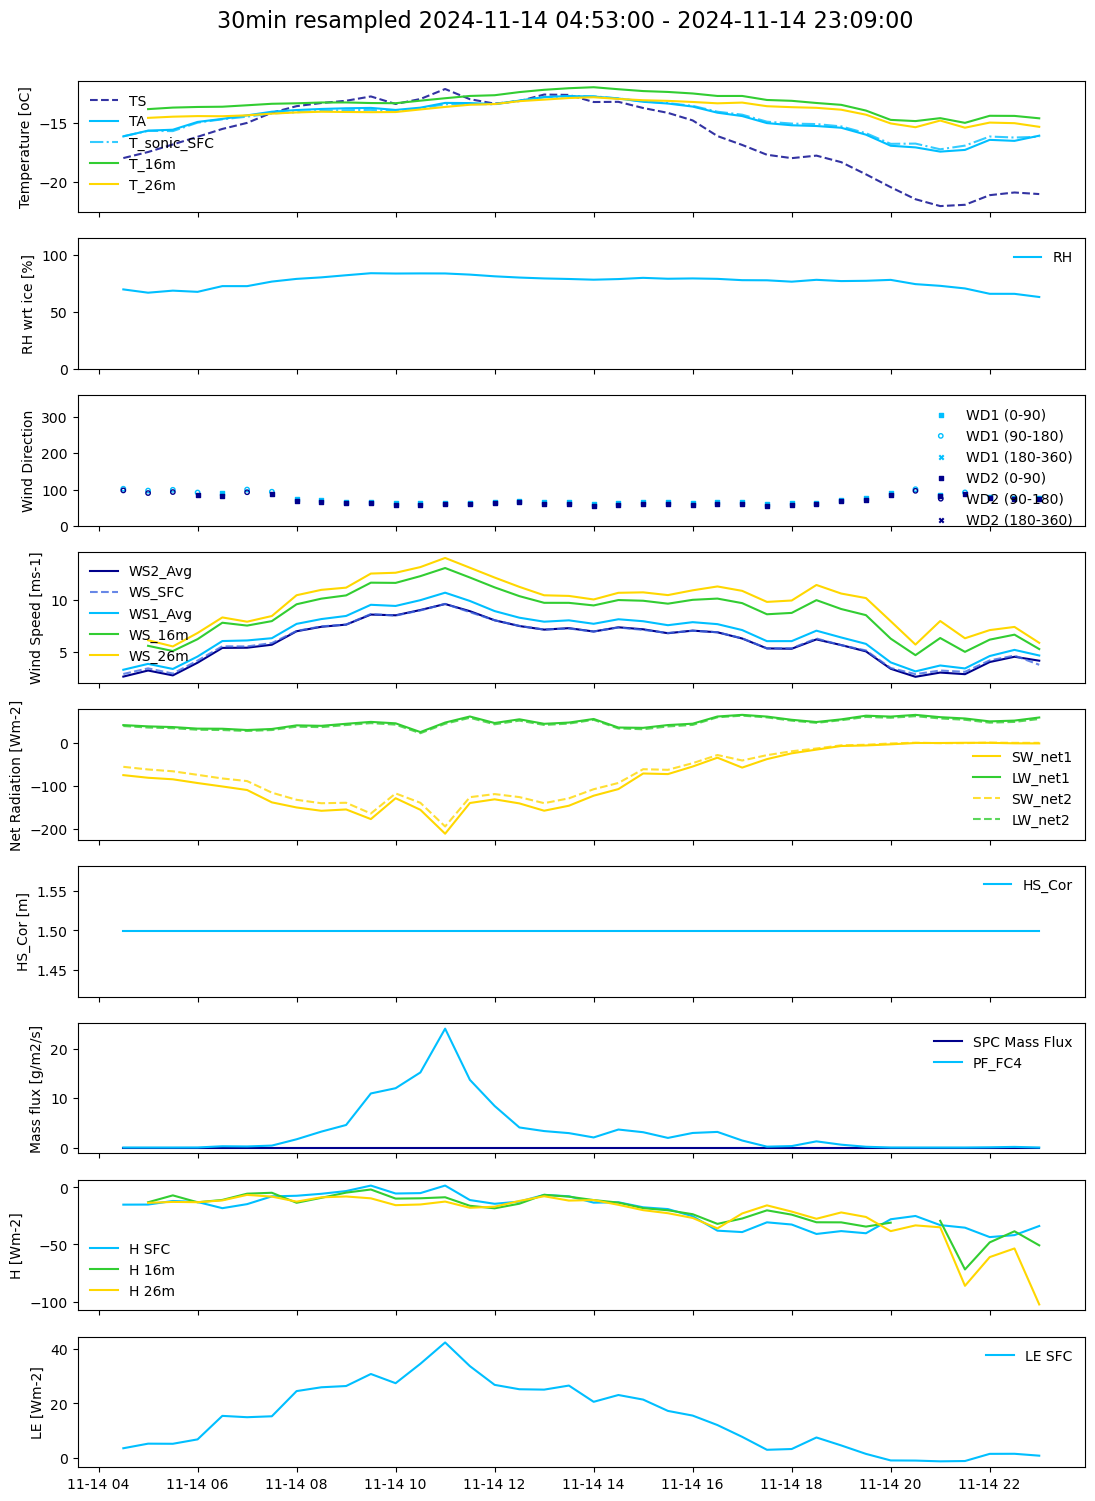 30min resampled 2024-11-14 04:53:00 - 2024-11-14 23:09:00
Temperature [oC]
−15
−20
TS
TA
T_sonic_SFC
T_16m
T_26m
RH wrt ice [%]
100
50
0
RH
Wind Direction
300
200
100
0
WD1 (0-90)
WD1 (90-180)
WD1 (180-360)
WD2 (0-90)
WD2 (90-180)
WD2 (180-360)
Wind Speed [ms-1]
10
5
WS2_Avg
WS_SFC
WS1_Avg
WS_16m
WS_26m
Net Radiation [Wm-2]
0
−100
−200
SW_net1
LW_net1
SW_net2
LW_net2
HS_Cor [m]
1.55
1.50
1.45
HS_Cor
Mass flux [g/m2/s]
20
10
0
SPC Mass Flux
PF_FC4
H [Wm-2]
0
−50
−100
H SFC
H 16m
H 26m
LE [Wm-2]
40
20
0
LE SFC
11-14 04 11-14 06 11-14 08 11-14 10 11-14 12 11-14 14 11-14 16 11-14 18 11-14 20 11-14 22